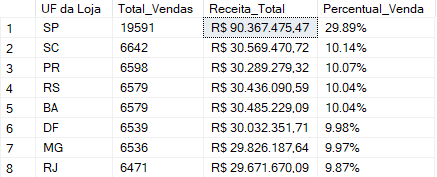 UF da Loja Total_Vendas Receita_Total Percentual_Venda
1 SP 19591 R$ 90.367.475,47 29.89%
2 SC 6642 R$ 30.569.470,72 10.14%
3 PR 6598 R$ 30.289.279,32 10.07%
4 RS 6579 R$ 30.436.090,59 10.04%
5 BA 6579 R$ 30.485.229,09 10.04%
6 DF 6539 R$ 30.032.351,71 9.98%
7 MG 6536 R$ 29.826.187,64 9.97%
8 RJ 6471 R$ 29.671.670,09 9.87%